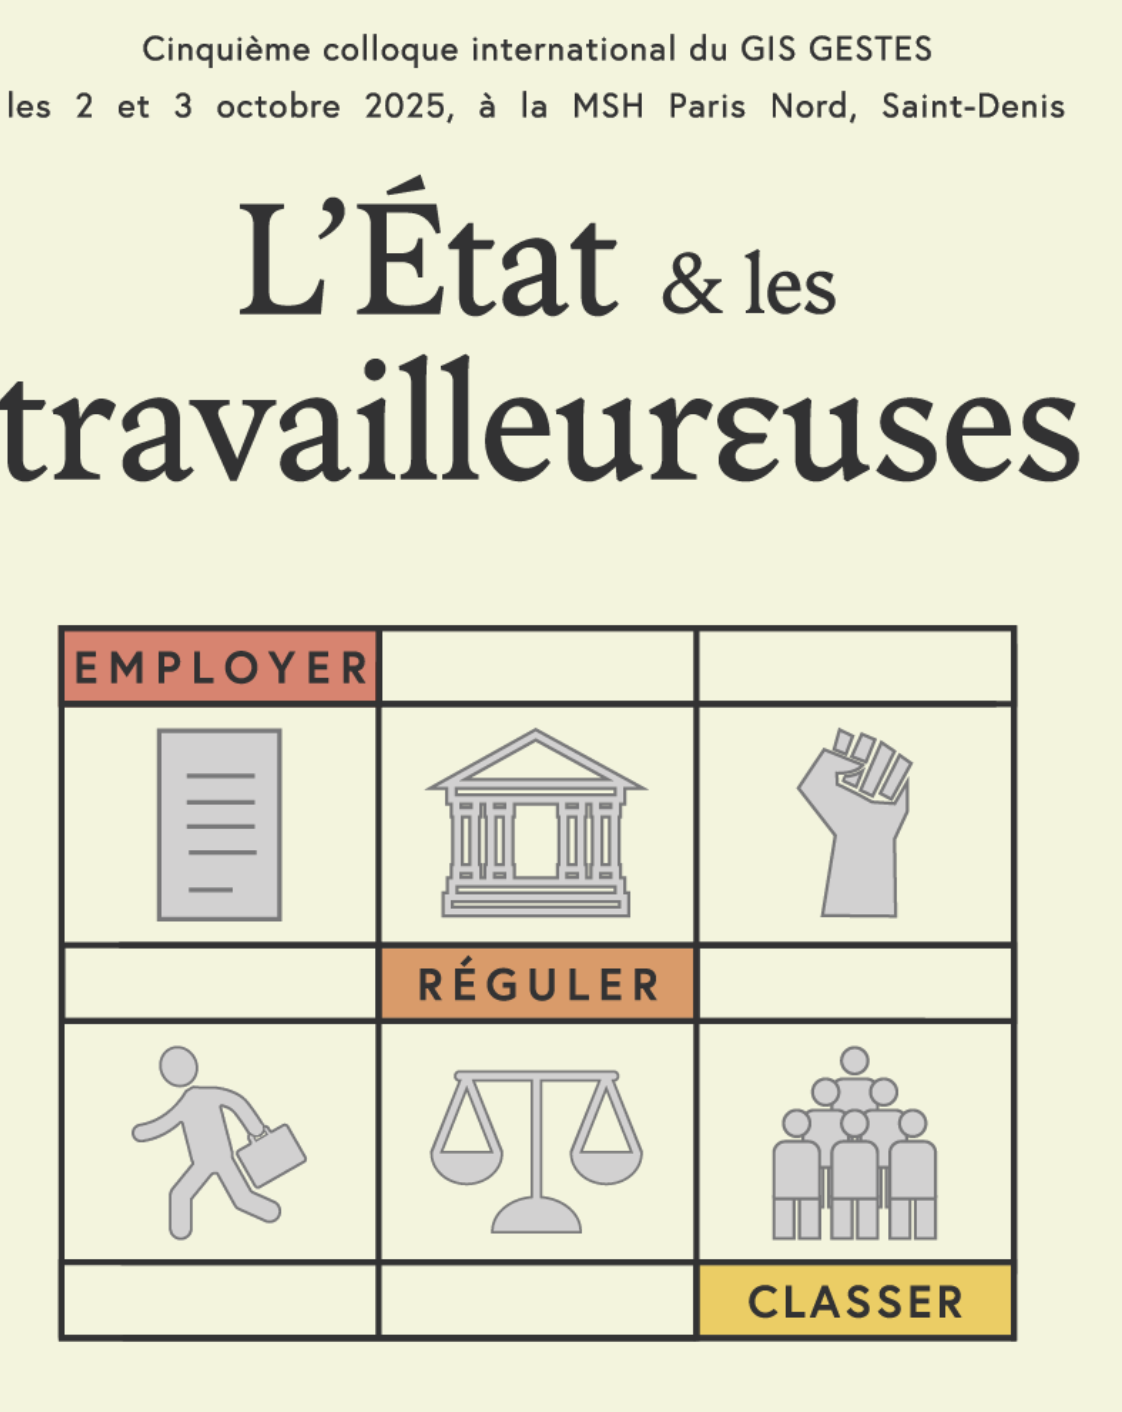 Cinquième colloque international du GIS GESTES
les 2 et 3 octobre 2025, à la MSH Paris Nord, Saint-Denis
L’État & les
travailleurɛuses
EMPLOYER
RÉGULER
CLASSER